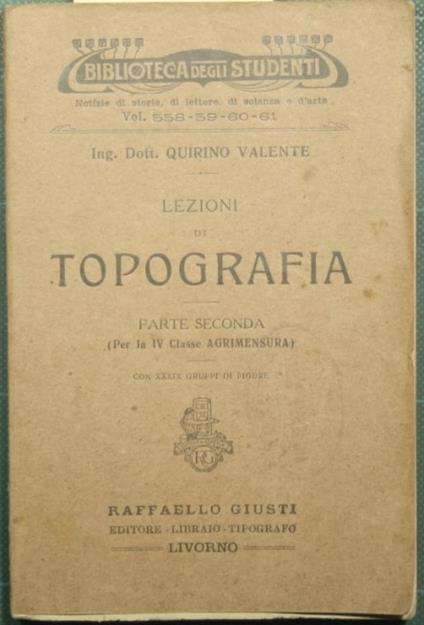 BIBLIOTECA DEGLI STUDENTI
Notizie di storia, di lettere, di scienze e d'arte
Vol. 558-59-60-61
Ing. Dott. QUIRINO VALENTE
LEZIONI
DI
TOPOGRAFIA
PARTE SECONDA
(Per la IV Classe AGRIMENSURA)
CON XXXIX GRUPPI DI FIGURE
RG
RAFFAELLO GIUSTI
EDITORE-LIBRAIO-TIPOGRAFO
LIVORNO